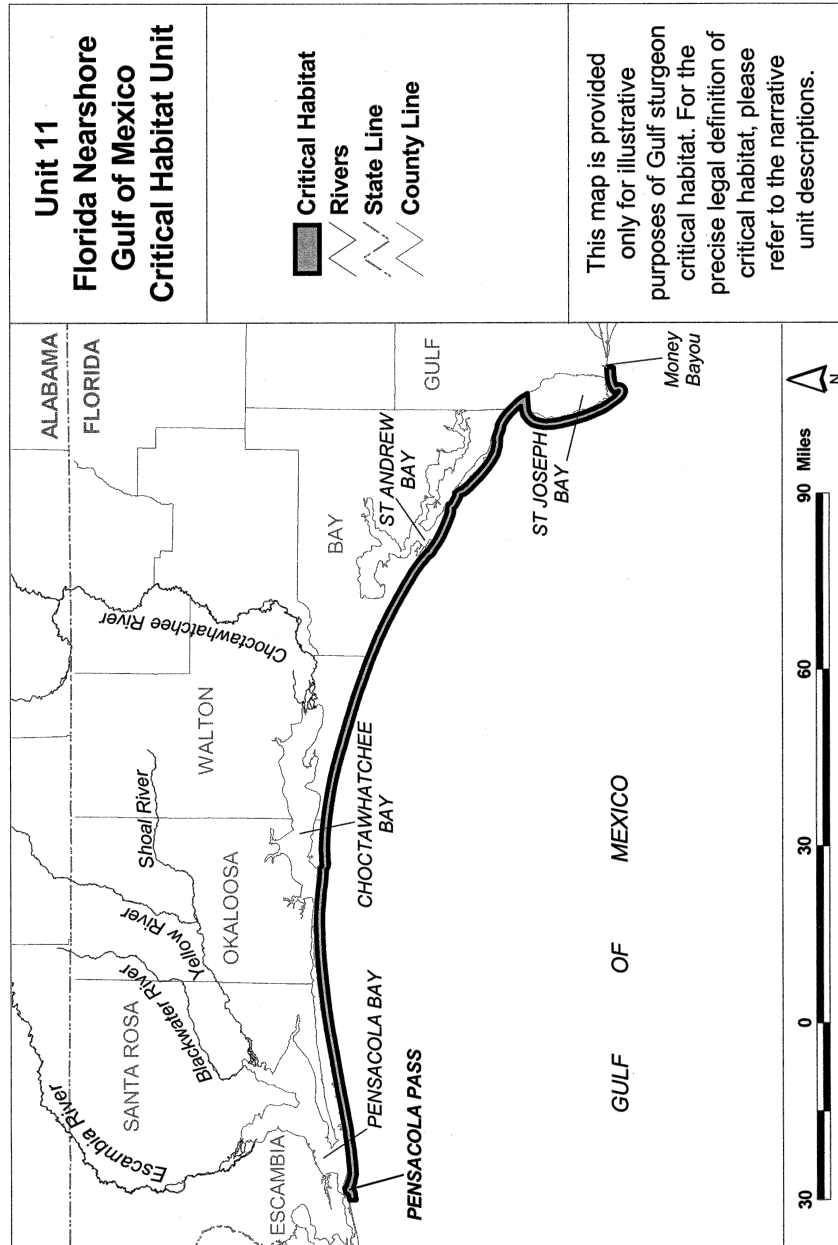 Unit 11
Florida Nearshore
Gulf of Mexico
Critical Habitat Unit
Critical Habitat
Rivers
State Line
County Line
This map is provided
only for illustrative
purposes of Gulf sturgeon
critical habitat. For the
precise legal definition of
critical habitat, please
refer to the narrative
unit descriptions.
ALABAMA
FLORIDA
Escambia River
SANTA ROSA
Blackwater River
Yellow River
Shoal River
OKALOOSA
WALTON
Choctawhatchee River
ESCAMBIA
BAY
GULF
PENSACOLA BAY
PENSACOLA PASS
CHOCTAWHATCHEE
BAY
ST ANDREW
BAY
ST JOSEPH
BAY
Money
Bayou
GULF OF MEXICO
30 0 30 60 90 Miles
N